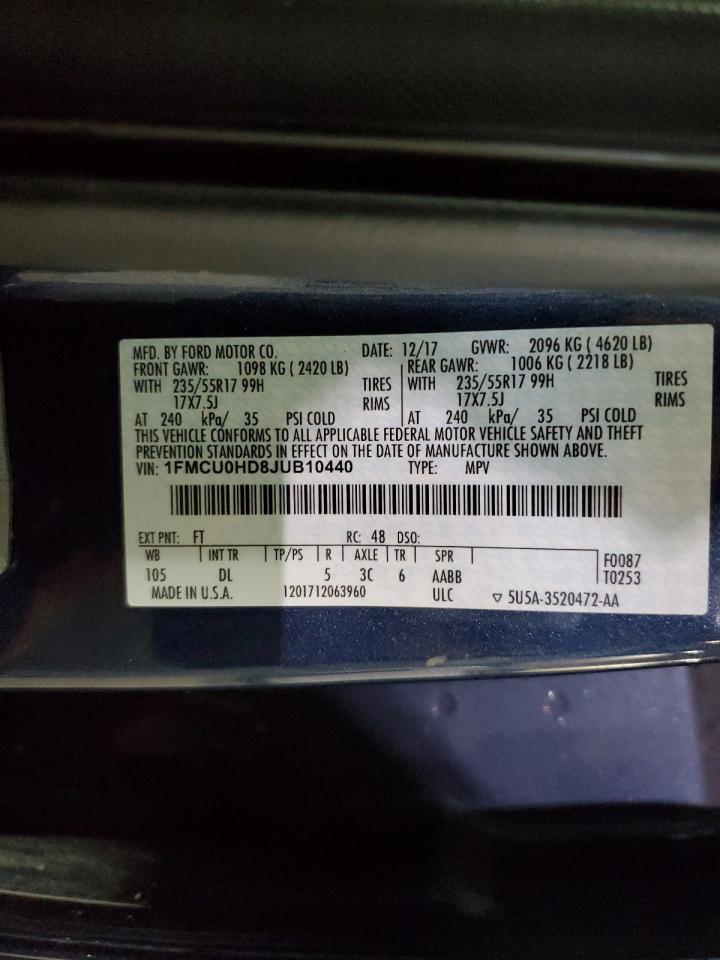 MFD. BY FORD MOTOR CO. DATE: 12/17 GVWR: 2096 KG ( 4620 LB)
FRONT GAWR: 1098 KG ( 2420 LB) REAR GAWR: 1006 KG ( 2218 LB)
WITH 235/55R17 99H TIRES WITH 235/55R17 99H TIRES
17X7.5J RIMS 17X7.5J RIMS
AT 240 kPa/ 35 PSI COLD AT 240 kPa/ 35 PSI COLD
THIS VEHICLE CONFORMS TO ALL APPLICABLE FEDERAL MOTOR VEHICLE SAFETY AND THEFT
PREVENTION STANDARDS IN EFFECT ON THE DATE OF MANUFACTURE SHOWN ABOVE.
VIN: 1FMCU0HD8JUB10440 TYPE: MPV
EXT PNT: FT RC: 48 DSO:
WB INT TR TP/PS R AXLE TR SPR F0087
105 DL 5 3C 6 AABB T0253
MADE IN U.S.A. 1201712063960 ULC ▽ 5U5A-3520472-AA